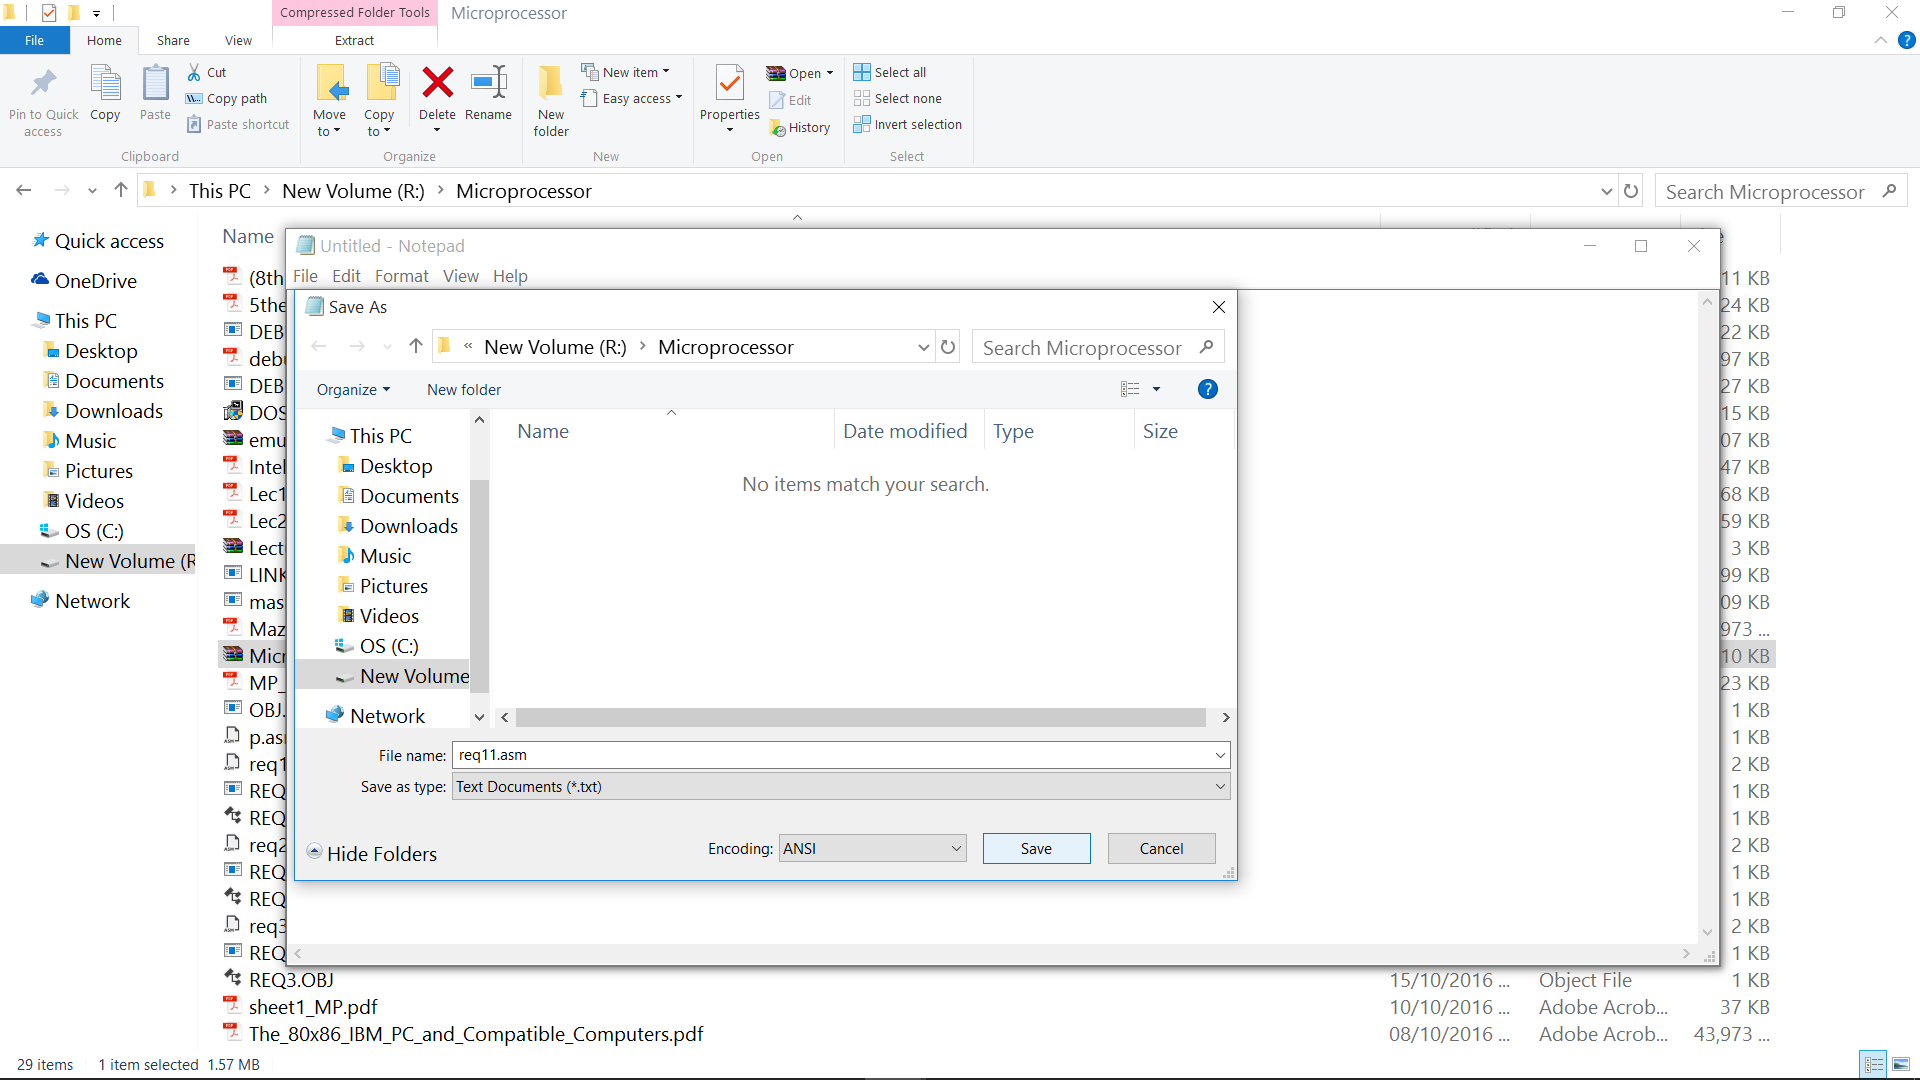 Compressed Folder Tools
Microprocessor
File
Home
Share
View
Extract
Pin to Quick access
Copy
Paste
Cut
Copy path
Paste shortcut
Clipboard
Move to
Copy to
Delete
Rename
Organize
New folder
New item
Easy access
New
Properties
Open
Edit
History
Open
Select all
Select none
Invert selection
Select
This PC > New Volume (R:) > Microprocessor
Search Microprocessor
Quick access
OneDrive
This PC
Desktop
Documents
Downloads
Music
Pictures
Videos
OS (C:)
New Volume (R
Network
Name
Untitled - Notepad
File Edit Format View Help
Save As
« New Volume (R:) > Microprocessor
Search Microprocessor
Organize
New folder
This PC
Desktop
Documents
Downloads
Music
Pictures
Videos
OS (C:)
New Volume
Network
Name Date modified Type Size
No items match your search.
File name: req11.asm
Save as type: Text Documents (*.txt)
Hide Folders
Encoding: ANSI
Save
Cancel
(8th 11 KB
5the 24 KB
DEB 22 KB
debu 97 KB
DEB 27 KB
DOS 15 KB
emu 07 KB
Intel 47 KB
Lec1 68 KB
Lec2 59 KB
Lect 3 KB
LINK 99 KB
mas 09 KB
Maz 973 ...
Micr 10 KB
MP_ 23 KB
OBJ. 1 KB
p.asm 1 KB
req1 2 KB
REQ 1 KB
REQ 1 KB
req2 2 KB
REQ 1 KB
REQ 1 KB
req3 2 KB
REQ 1 KB
REQ3.OBJ 15/10/2016 ... Object File 1 KB
sheet1_MP.pdf 10/10/2016 ... Adobe Acrob... 37 KB
The_80x86_IBM_PC_and_Compatible_Computers.pdf 08/10/2016 ... Adobe Acrob... 43,973 ...
29 items 1 item selected 1.57 MB